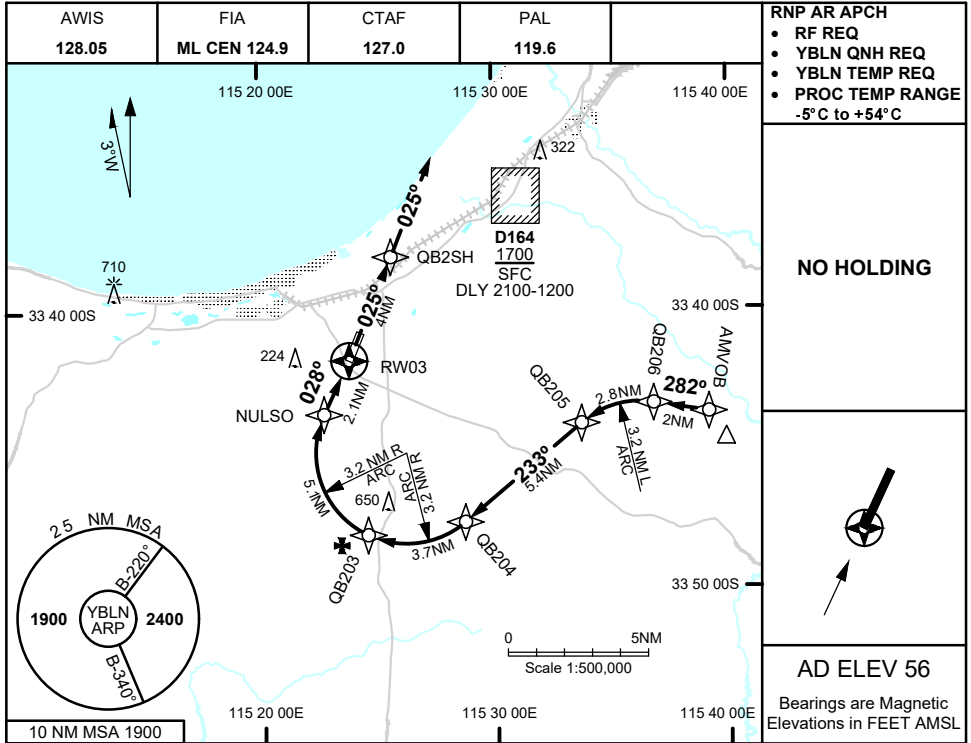 AWIS
128.05
FIA
ML CEN 124.9
CTAF
127.0
PAL
119.6
RNP AR APCH
• RF REQ
• YBLN QNH REQ
• YBLN TEMP REQ
• PROC TEMP RANGE
-5°C to +54°C
NO HOLDING
AD ELEV 56
Bearings are Magnetic
Elevations in FEET AMSL
115 20 00E
115 30 00E
115 40 00E
3°W
322
025º
D164
1700
SFC
DLY 2100-1200
QB2SH
710
33 40 00S
33 40 00S
025º
4NM
224
RW03
028º
2.1NM
NULSO
QB205
2.8NM
QB206
282º
AMVOB
2NM
3.2 NM L
ARC
233º
5.4NM
3.2 NM R
ARC
3.2 NM R
ARC
5.1NM
650
QB203
3.7NM
QB204
33 50 00S
25 NM MSA
B-220°
1900
YBLN
ARP
2400
B-340°
0
5NM
Scale 1:500,000
115 20 00E
115 30 00E
115 40 00E
10 NM MSA 1900